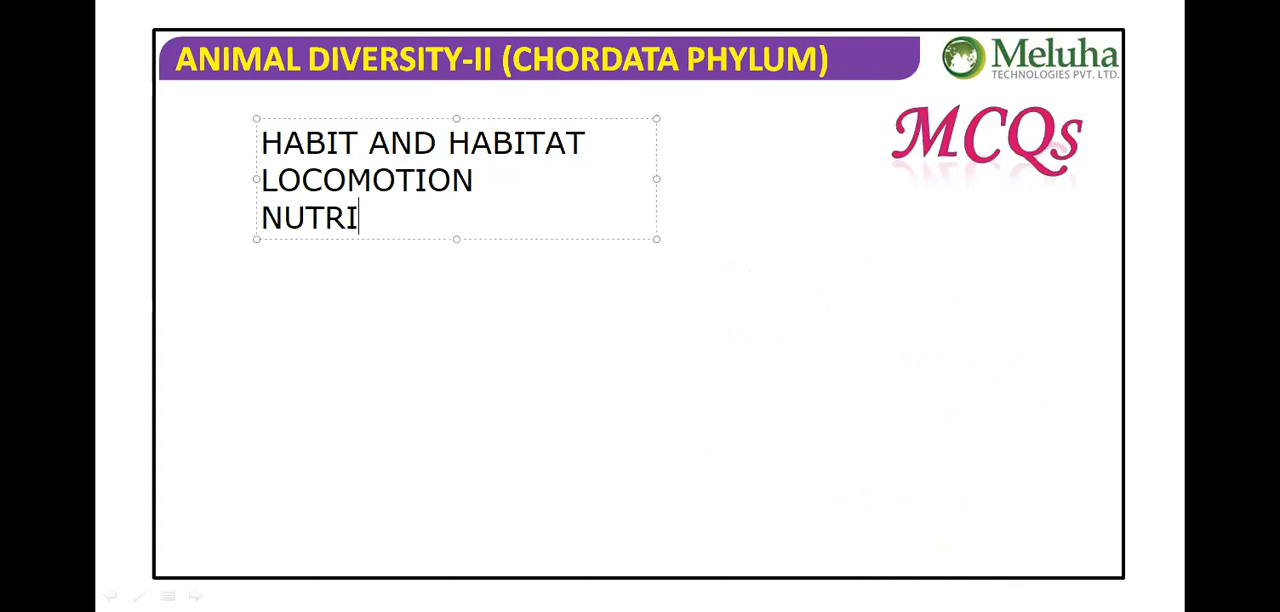 ANIMAL DIVERSITY-II (CHORDATA PHYLUM)
Meluha
TECHNOLOGIES PVT. LTD.
MCQs
HABIT AND HABITAT
LOCOMOTION
NUTRI